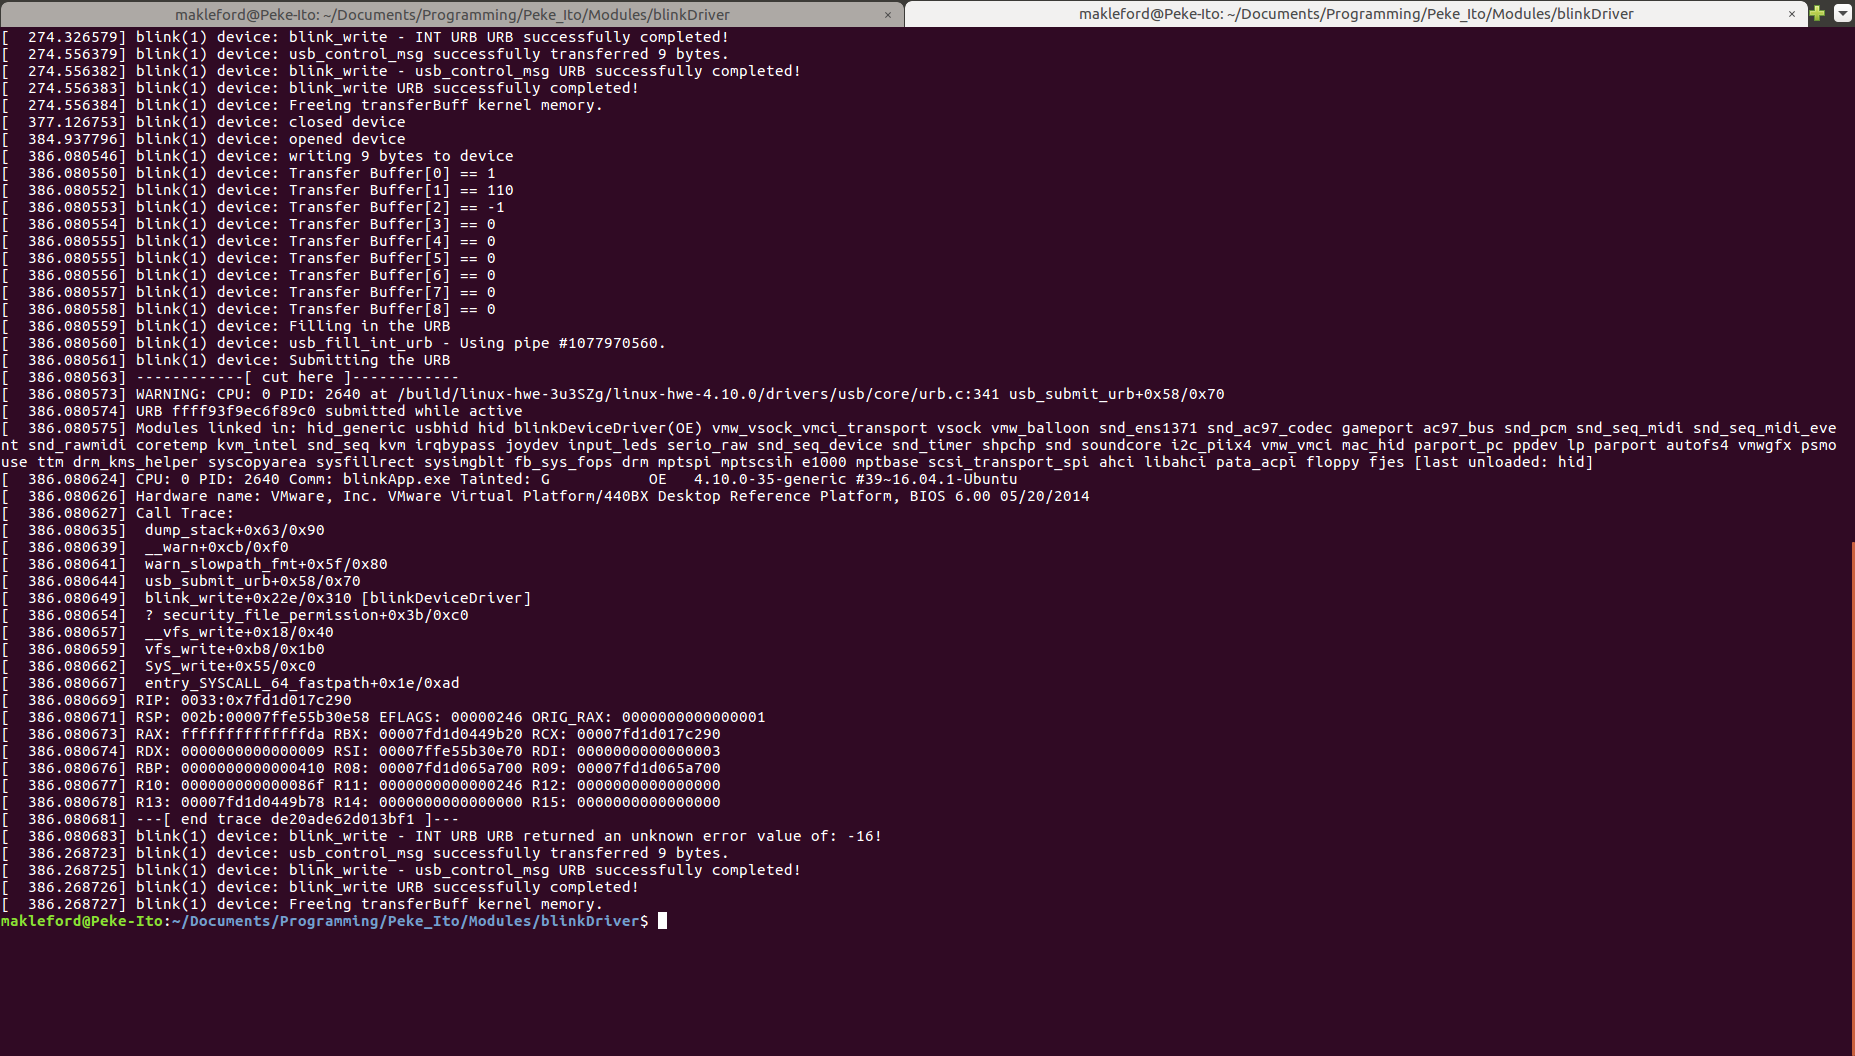 makleford@Peke-Ito: ~/Documents/Programming/Peke_Ito/Modules/blinkDriver × makleford@Peke-Ito: ~/Documents/Programming/Peke_Ito/Modules/blinkDriver ×
[  274.326579] blink(1) device: blink_write - INT URB URB successfully completed!
[  274.556379] blink(1) device: usb_control_msg successfully transferred 9 bytes.
[  274.556382] blink(1) device: blink_write - usb_control_msg URB successfully completed!
[  274.556383] blink(1) device: blink_write URB successfully completed!
[  274.556384] blink(1) device: Freeing transferBuff kernel memory.
[  377.126753] blink(1) device: closed device
[  384.937796] blink(1) device: opened device
[  386.080546] blink(1) device: writing 9 bytes to device
[  386.080550] blink(1) device: Transfer Buffer[0] == 1
[  386.080552] blink(1) device: Transfer Buffer[1] == 110
[  386.080553] blink(1) device: Transfer Buffer[2] == -1
[  386.080554] blink(1) device: Transfer Buffer[3] == 0
[  386.080555] blink(1) device: Transfer Buffer[4] == 0
[  386.080555] blink(1) device: Transfer Buffer[5] == 0
[  386.080556] blink(1) device: Transfer Buffer[6] == 0
[  386.080557] blink(1) device: Transfer Buffer[7] == 0
[  386.080558] blink(1) device: Transfer Buffer[8] == 0
[  386.080559] blink(1) device: Filling in the URB
[  386.080560] blink(1) device: usb_fill_int_urb - Using pipe #1077970560.
[  386.080561] blink(1) device: Submitting the URB
[  386.080563] ------------[ cut here ]------------
[  386.080573] WARNING: CPU: 0 PID: 2640 at /build/linux-hwe-3u3SZg/linux-hwe-4.10.0/drivers/usb/core/urb.c:341 usb_submit_urb+0x58/0x70
[  386.080574] URB ffff93f9ec6f89c0 submitted while active
[  386.080575] Modules linked in: hid_generic usbhid hid blinkDeviceDriver(OE) vmw_vsock_vmci_transport vsock vmw_balloon snd_ens1371 snd_ac97_codec gameport ac97_bus snd_pcm snd_seq_midi snd_seq_midi_eve
nt snd_rawmidi coretemp kvm_intel snd_seq kvm irqbypass joydev input_leds serio_raw snd_seq_device snd_timer shpchp snd soundcore i2c_piix4 vmw_vmci mac_hid parport_pc ppdev lp parport autofs4 vmwgfx psmo
use ttm drm_kms_helper syscopyarea sysfillrect sysimgblt fb_sys_fops drm mptspi mptscsih e1000 mptbase scsi_transport_spi ahci libahci pata_acpi floppy fjes [last unloaded: hid]
[  386.080624] CPU: 0 PID: 2640 Comm: blinkApp.exe Tainted: G           OE   4.10.0-35-generic #39~16.04.1-Ubuntu
[  386.080626] Hardware name: VMware, Inc. VMware Virtual Platform/440BX Desktop Reference Platform, BIOS 6.00 05/20/2014
[  386.080627] Call Trace:
[  386.080635]  dump_stack+0x63/0x90
[  386.080639]  __warn+0xcb/0xf0
[  386.080641]  warn_slowpath_fmt+0x5f/0x80
[  386.080644]  usb_submit_urb+0x58/0x70
[  386.080649]  blink_write+0x22e/0x310 [blinkDeviceDriver]
[  386.080654]  ? security_file_permission+0x3b/0xc0
[  386.080657]  __vfs_write+0x18/0x40
[  386.080659]  vfs_write+0xb8/0x1b0
[  386.080662]  SyS_write+0x55/0xc0
[  386.080667]  entry_SYSCALL_64_fastpath+0x1e/0xad
[  386.080669] RIP: 0033:0x7fd1d017c290
[  386.080671] RSP: 002b:00007ffe55b30e58 EFLAGS: 00000246 ORIG_RAX: 0000000000000001
[  386.080673] RAX: ffffffffffffffda RBX: 00007fd1d0449b20 RCX: 00007fd1d017c290
[  386.080674] RDX: 0000000000000009 RSI: 00007ffe55b30e70 RDI: 0000000000000003
[  386.080676] RBP: 0000000000000410 R08: 00007fd1d065a700 R09: 00007fd1d065a700
[  386.080677] R10: 000000000000086f R11: 0000000000000246 R12: 0000000000000000
[  386.080678] R13: 00007fd1d0449b78 R14: 0000000000000000 R15: 0000000000000000
[  386.080681] ---[ end trace de20ade62d013bf1 ]---
[  386.080683] blink(1) device: blink_write - INT URB URB returned an unknown error value of: -16!
[  386.268723] blink(1) device: usb_control_msg successfully transferred 9 bytes.
[  386.268725] blink(1) device: blink_write - usb_control_msg URB successfully completed!
[  386.268726] blink(1) device: blink_write URB successfully completed!
[  386.268727] blink(1) device: Freeing transferBuff kernel memory.
makleford@Peke-Ito:~/Documents/Programming/Peke_Ito/Modules/blinkDriver$